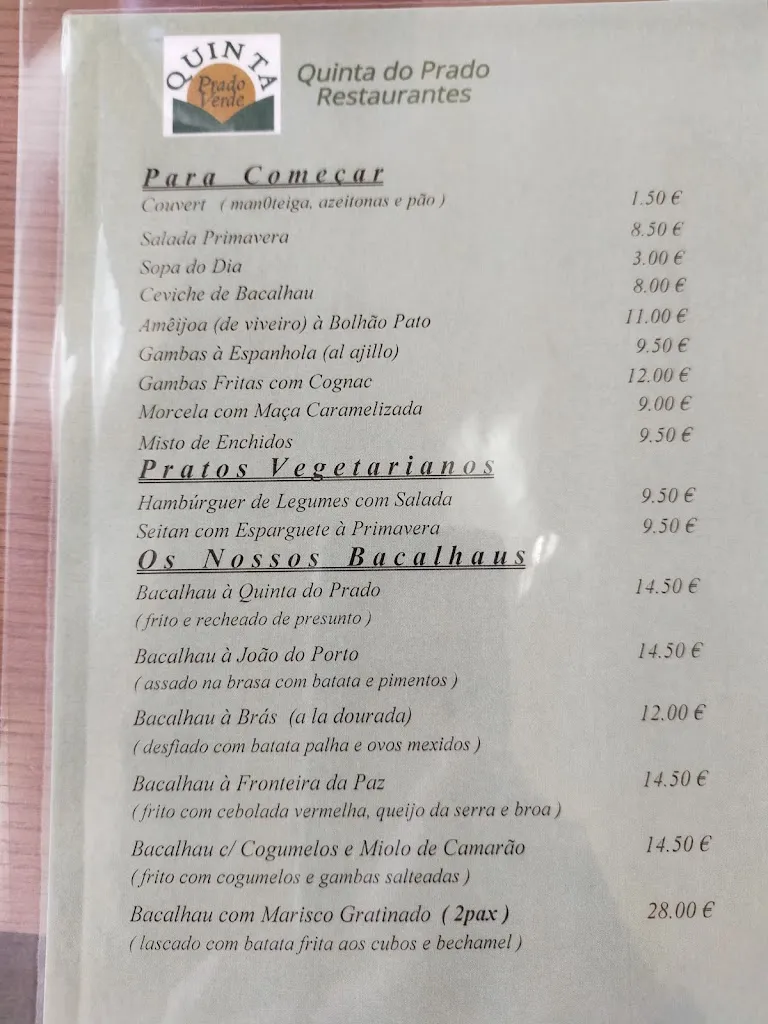 QUINTA
Prado
Verde
Quinta do Prado
Restaurantes
Para Começar
Couvert ( man0teiga, azeitonas e pão ) 1.50 €
Salada Primavera 8.50 €
Sopa do Dia 3.00 €
Ceviche de Bacalhau 8.00 €
Amêijoa (de viveiro) à Bolhão Pato 11.00 €
Gambas à Espanhola (al ajillo) 9.50 €
Gambas Fritas com Cognac 12.00 €
Morcela com Maça Caramelizada 9.00 €
Misto de Enchidos 9.50 €
Pratos Vegetarianos
Hambúrguer de Legumes com Salada 9.50 €
Seitan com Esparguete à Primavera 9.50 €
Os Nossos Bacalhaus
Bacalhau à Quinta do Prado 14.50 €
( frito e recheado de presunto )
Bacalhau à João do Porto 14.50 €
( assado na brasa com batata e pimentos )
Bacalhau à Brás (a la dourada) 12.00 €
( desfiado com batata palha e ovos mexidos )
Bacalhau à Fronteira da Paz 14.50 €
( frito com cebolada vermelha, queijo da serra e broa )
Bacalhau c/ Cogumelos e Miolo de Camarão 14.50 €
( frito com cogumelos e gambas salteadas )
Bacalhau com Marisco Gratinado ( 2pax ) 28.00 €
( lascado com batata frita aos cubos e bechamel )